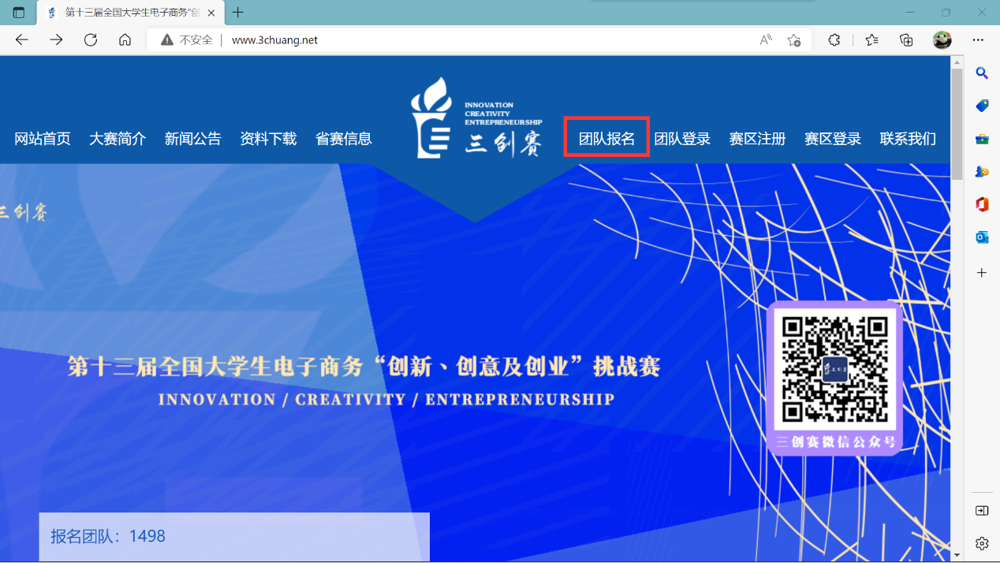 第十三届全国大学生电子商务“创
不安全 | www.3chuang.net
INNOVATION
CREATIVITY
ENTREPRENEURSHIP
三创赛
网站首页 大赛简介 新闻公告 资料下载 省赛信息 团队报名 团队登录 赛区注册 赛区登录 联系我们
三创赛
第十三届全国大学生电子商务“创新、创意及创业”挑战赛
INNOVATION / CREATIVITY / ENTREPRENEURSHIP
三创赛
三创赛微信公众号
报名团队：1498